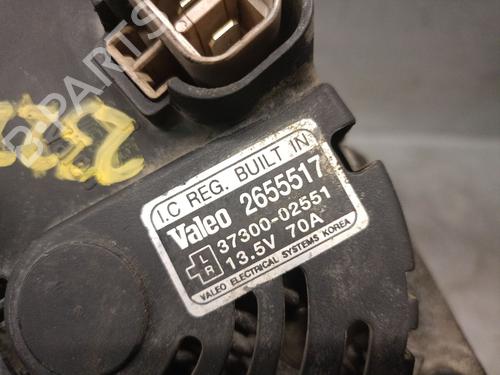 I.C REG. BUILT IN
Valeo 2655517
37300-02551
L
R
13.5V 70A
VALEO ELECTRICAL SYSTEMS KOREA